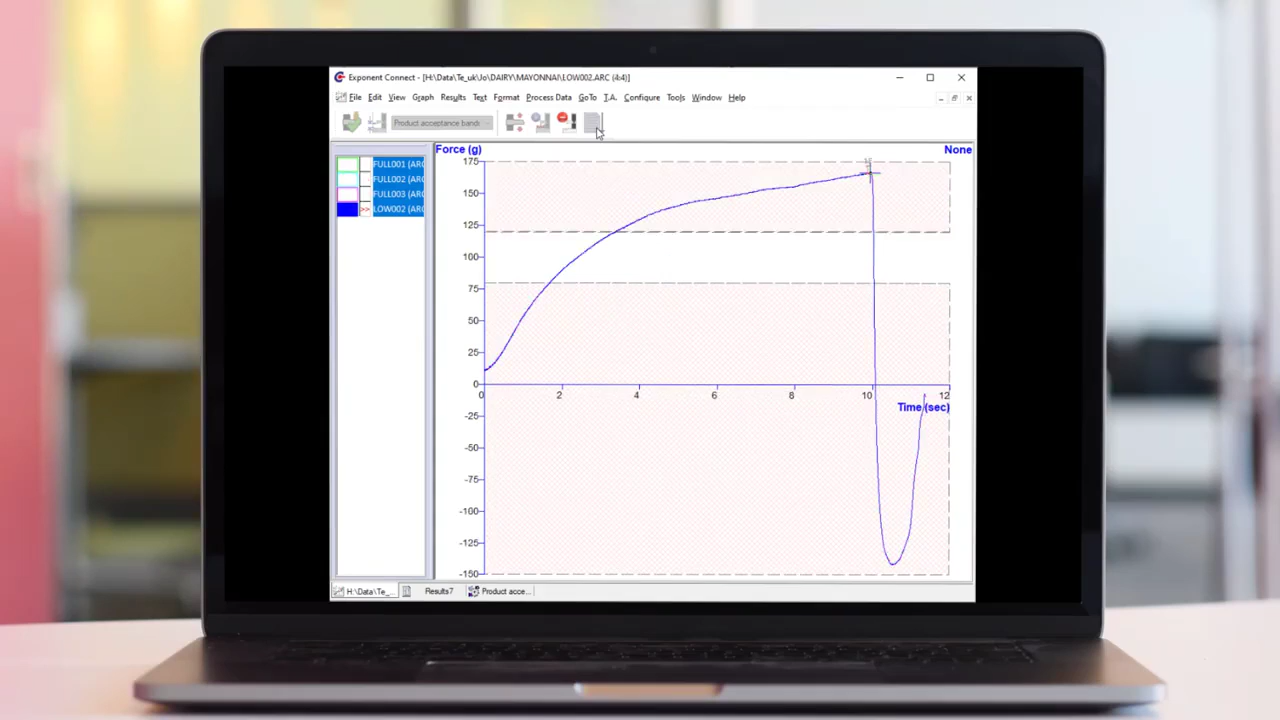 Exponent Connect - [H:\Data\Te_uk\Jo\DAIRY\MAYONNAI\LOW002.ARC (4:4)]
File Edit View Graph Results Text Format Process Data GoTo T.A. Configure Tools Window Help
Product acceptance band
FULL001 (ARC
FULL002 (ARC
FULL003 (ARC
>> LOW002 (ARC
Force (g)
None
175
150
125
100
75
50
25
0
-25
-50
-75
-100
-125
-150
0 2 4 6 8 10 12
Time (sec)
H:\Data\Te_...
Results7
Product acce...